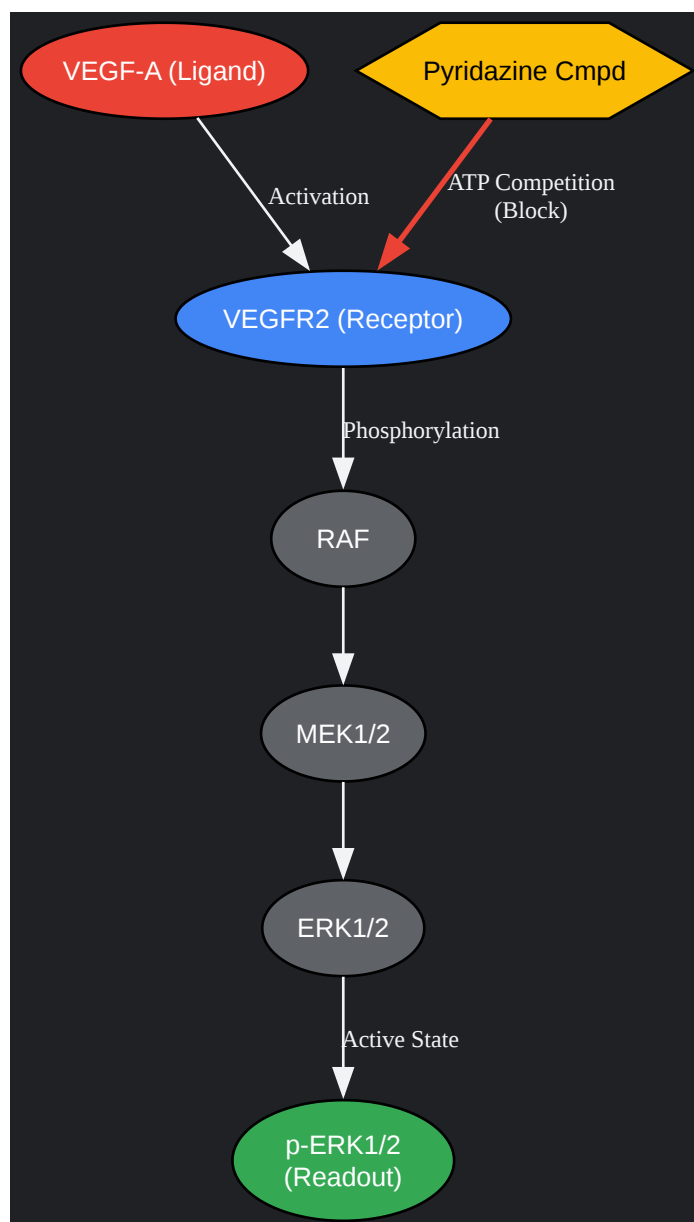 VEGF-A (Ligand)
Pyridazine Cmpd
Activation
ATP Competition
(Block)
VEGFR2 (Receptor)
Phosphorylation
RAF
MEK1/2
ERK1/2
Active State
p-ERK1/2
(Readout)